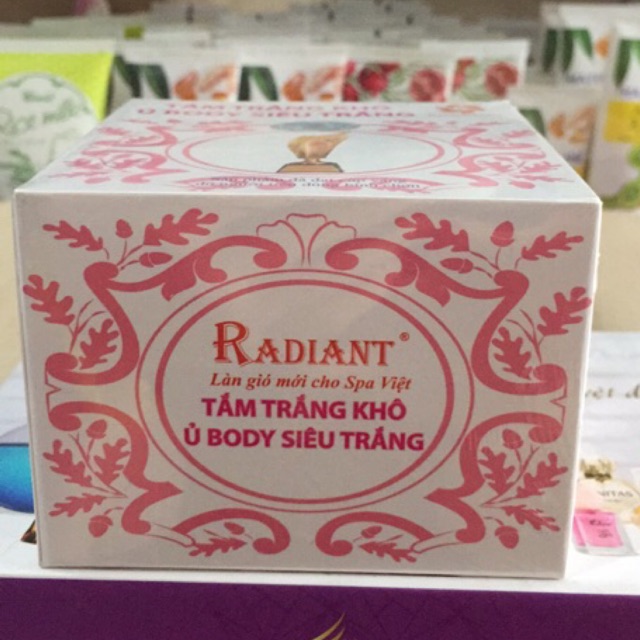 TẮM TRẮNG KHÔ
Ủ BODY SIÊU TRẮNG
RADIANT®
Làn gió mới cho Spa Việt
TẮM TRẮNG KHÔ
Ủ BODY SIÊU TRẮNG